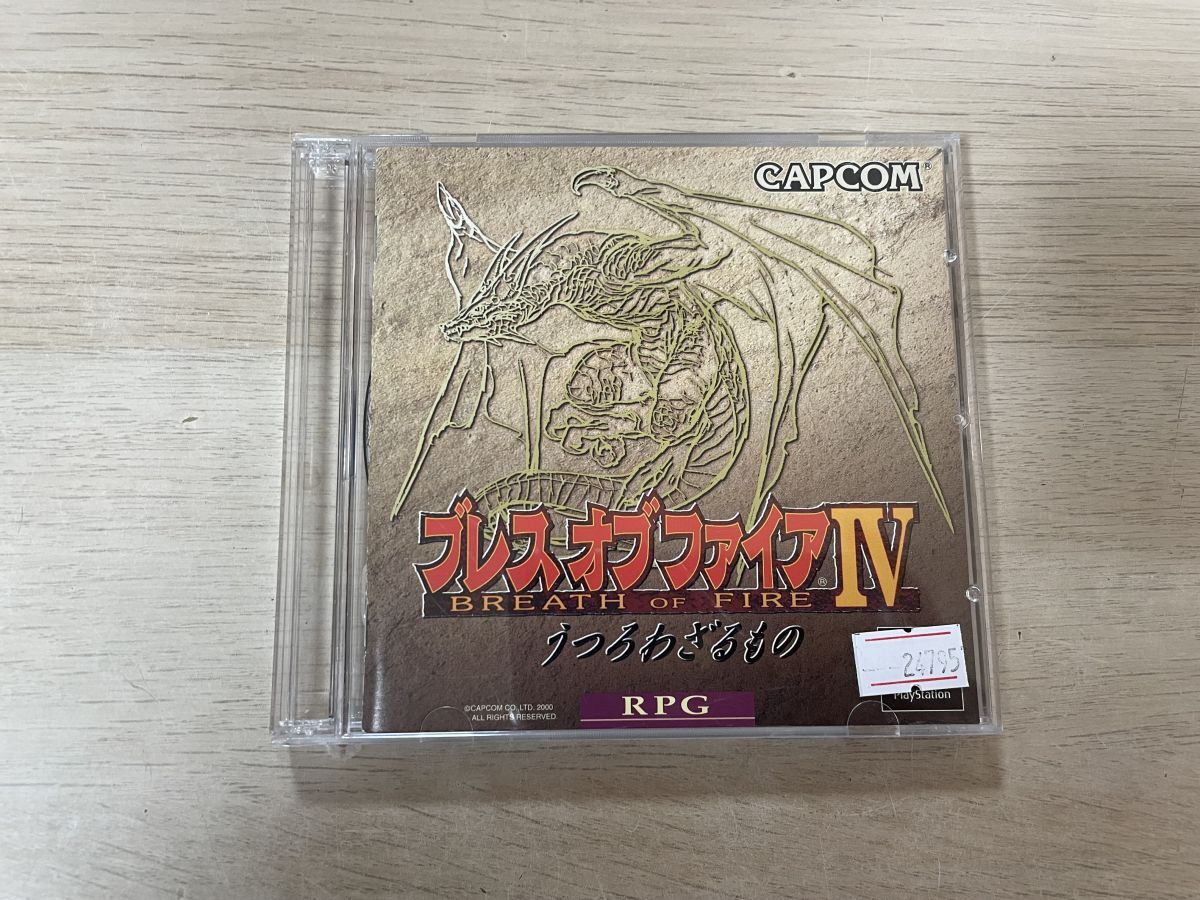 CAPCOM®
ブレス オブ ファイア® IV
BREATH OF FIRE
うつろわざるもの
24795
PlayStation
RPG
©CAPCOM CO., LTD. 2000
ALL RIGHTS RESERVED.